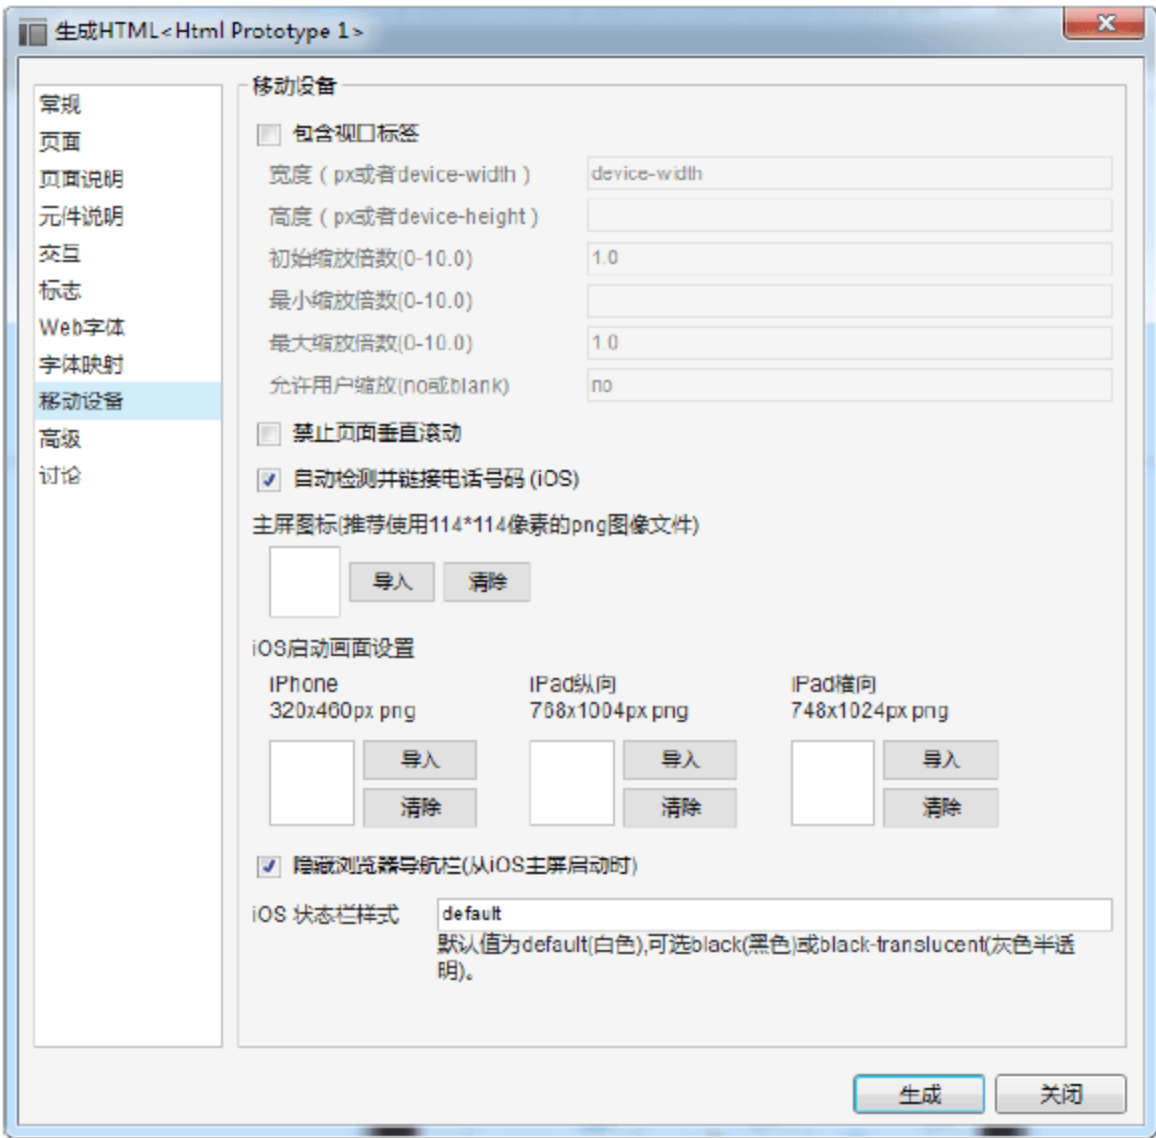 生成HTML<Html Prototype 1>
常规
页面
页面说明
元件说明
交互
标志
Web字体
字体映射
移动设备
高级
讨论
移动设备
包含视口标签
宽度（px或者device-width） device-width
高度（px或者device-height）
初始缩放倍数(0-10.0) 1.0
最小缩放倍数(0-10.0)
最大缩放倍数(0-10.0) 1.0
允许用户缩放(no或blank) no
禁止页面垂直滚动
自动检测并链接电话号码 (iOS)
主屏图标(推荐使用114*114像素的png图像文件)
导入 清除
iOS启动画面设置
iPhone iPad纵向 iPad横向
320x460px png 768x1004px png 748x1024px png
导入 导入 导入
清除 清除 清除
隐藏浏览器导航栏(从iOS主屏启动时)
iOS 状态栏样式 default
默认值为default(白色),可选black(黑色)或black-translucent(灰色半透
明)。
生成 关闭